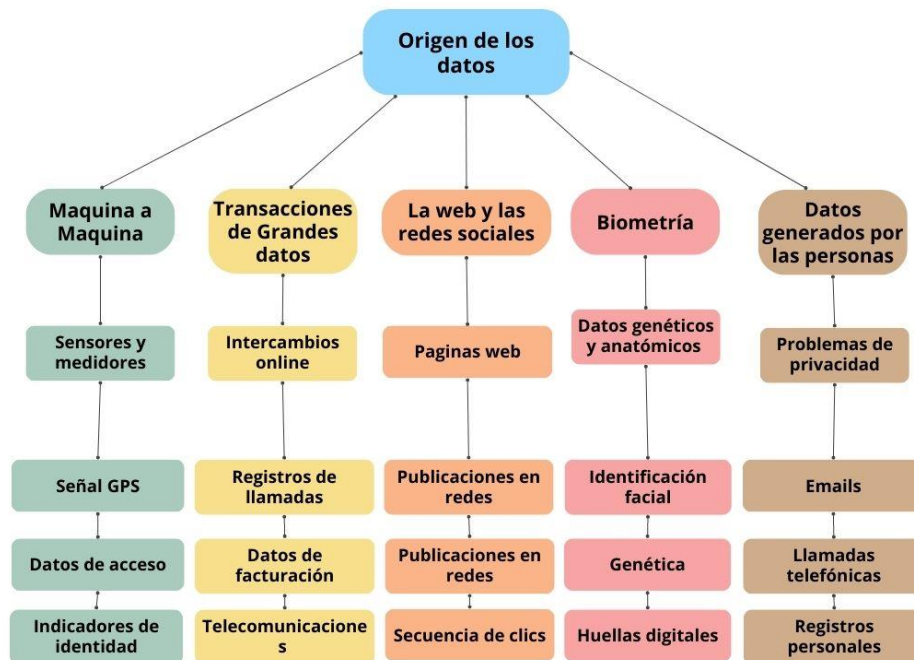 Origen de los
datos
Maquina a
Maquina
Transacciones
de Grandes
datos
La web y las
redes sociales
Biometría
Datos
generados por
las personas
Sensores y
medidores
Intercambios
online
Paginas web
Datos genéticos
y anatómicos
Problemas de
privacidad
Señal GPS
Registros de
llamadas
Publicaciones en
redes
Identificación
facial
Emails
Datos de acceso
Datos de
facturación
Publicaciones en
redes
Genética
Llamadas
telefónicas
Indicadores de
identidad
Telecomunicacione
s
Secuencia de clics
Huellas digitales
Registros
personales